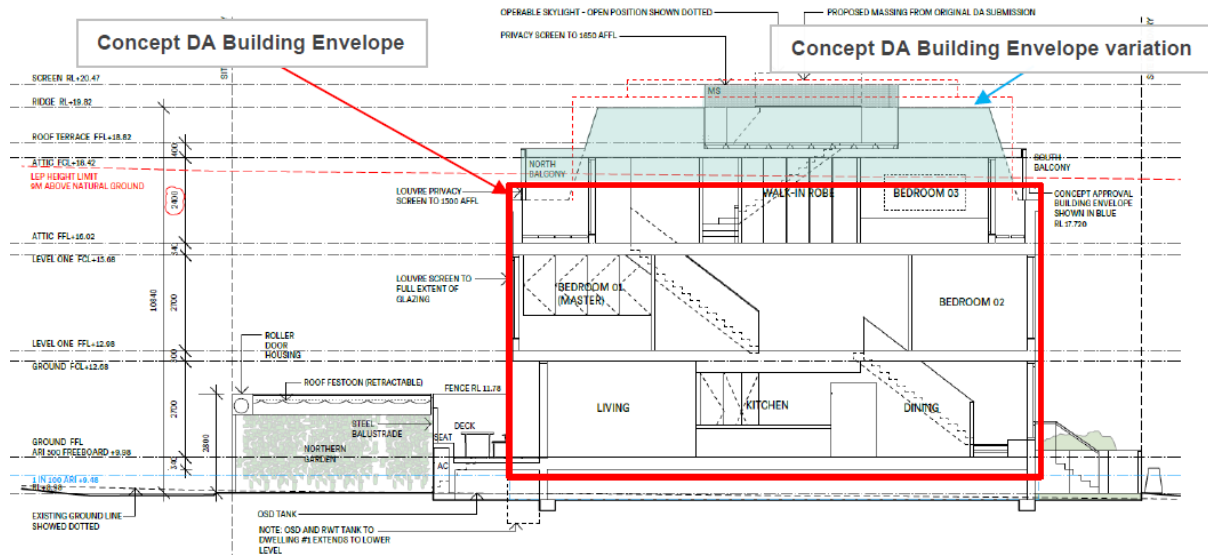 OPERABLE SKYLIGHT - OPEN POSITION SHOWN DOTTED
PROPOSED MASSING FROM ORIGINAL DA SUBMISSION
PRIVACY SCREEN TO 1650 AFFL
Concept DA Building Envelope
Concept DA Building Envelope variation
SCREEN RL+20.47
RIDGE RL+19.82
ROOF TERRACE FFL+18.82
ATTIC FCL+18.42
LEP HEIGHT LIMIT
9M ABOVE NATURAL GROUND
ATTIC FFL+16.02
LEVEL ONE FCL+15.68
LEVEL ONE FFL+12.98
GROUND FCL+12.68
GROUND FFL
ARI 500 FREEBOARD +9.98
1 IN 100 ARI +9.48
EXISTING GROUND LINE
SHOWED DOTTED
400
2400
340
2700
300
2700
340
10840
2800
MS
NORTH
BALCONY
SOUTH
BALCONY
LOUVRE PRIVACY
SCREEN TO 1500 AFFL
WALK-IN ROBE
BEDROOM 03
CONCEPT APPROVAL
BUILDING ENVELOPE
SHOWN IN BLUE
RL 17.720
LOUVRE SCREEN TO
FULL EXTENT OF
GLAZING
BEDROOM 01
(MASTER)
BEDROOM 02
ROLLER
DOOR
HOUSING
ROOF FESTOON (RETRACTABLE)
FENCE RL 11.78
STEEL
BALUSTRADE
NORTHERN
GARDEN
DECK
SEAT
AC
LIVING
KITCHEN
DINING
OSD TANK
NOTE: OSD AND RWT TANK TO
DWELLING #1 EXTENDS TO LOWER
LEVEL